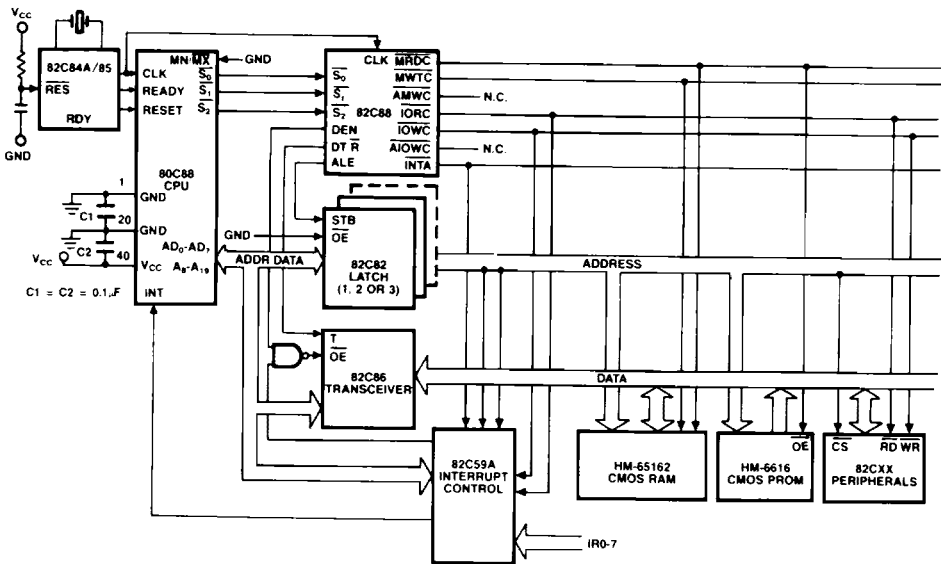 VCC
82C84A/85
RES
RDY
GND
MN/MX
GND
CLK
READY
RESET
S0
S1
S2
80C88
CPU
1
GND
C1
20
GND
C2
40
VCC
VCC
AD0-AD7
A8-A19
INT
C1 = C2 = 0.1µF
CLK
MRDC
MWTC
S0
S1
S2
82C88
AMWC
N.C.
IORC
DEN
IOWC
DT R
AIOWC
N.C.
ALE
INTA
STB
GND
OE
82C82
LATCH
(1, 2 OR 3)
ADDR DATA
ADDRESS
T
OE
82C86
TRANSCEIVER
DATA
82C59A
INTERRUPT
CONTROL
IR0-7
HM-65162
CMOS RAM
OE
HM-6616
CMOS PROM
CS
RD WR
82CXX
PERIPHERALS